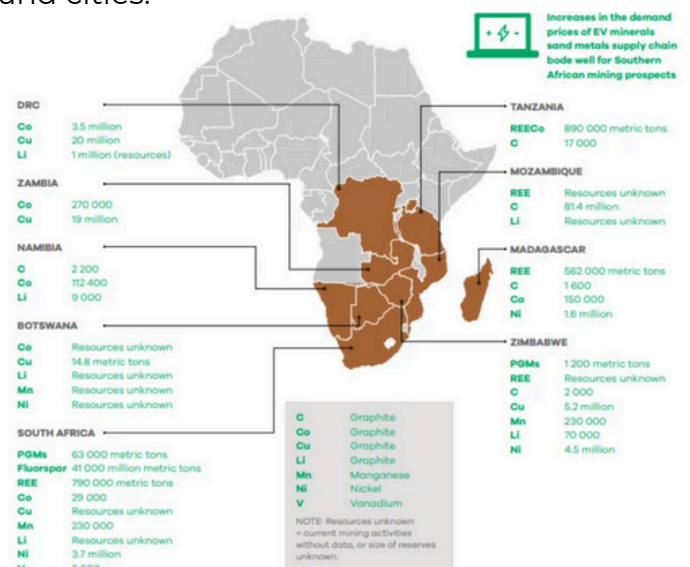 and cities.
Increases in the demand
prices of EV minerals
sand metals supply chain
bode well for Southern
African mining prospects
DRC
Co 3.5 million
Cu 20 million
Li 1 million (resources)
ZAMBIA
Co 270 000
Cu 19 million
NAMIBIA
C 2 200
Co 112 400
Li 9 000
BOTSWANA
Co Resources unknown
Cu 14.8 metric tons
Li Resources unknown
Mn Resources unknown
Ni Resources unknown
SOUTH AFRICA
PGMs 63 000 metric tons
Fluorspar 41 000 million metric tons
REE 790 000 metric tons
Co 29 000
Cu Resources unknown
Mn 230 000
Li Resources unknown
Ni 3.7 million
TANZANIA
REECo 890 000 metric tons
C 17 000
MOZAMBIQUE
REE Resources unknown
C 81.4 million
Li Resources unknown
MADAGASCAR
REE 562 000 metric tons
C 1 600
Co 150 000
Ni 1.6 million
ZIMBABWE
PGMs 1 200 metric tons
REE Resources unknown
C 2 000
Cu 5.2 million
Mn 230 000
Li 70 000
Ni 4.5 million
C Graphite
Co Graphite
Cu Graphite
Li Graphite
Mn Manganese
Ni Nickel
V Vanadium
NOTE: Resources unknown
= current mining activities
without data, or size of reserves
unknown.